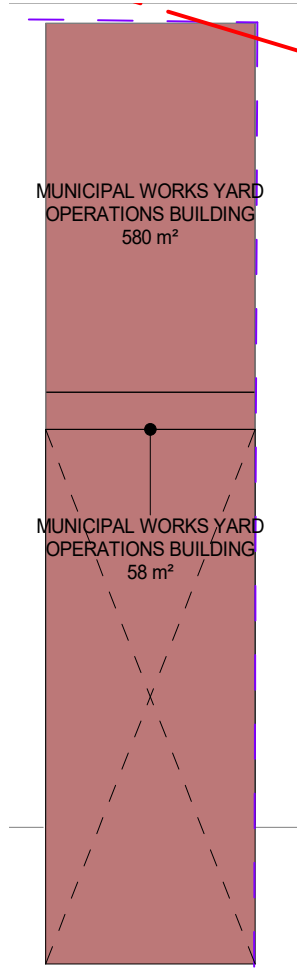 MUNICIPAL WORKS YARD
OPERATIONS BUILDING
580 m²
MUNICIPAL WORKS YARD
OPERATIONS BUILDING
58 m²